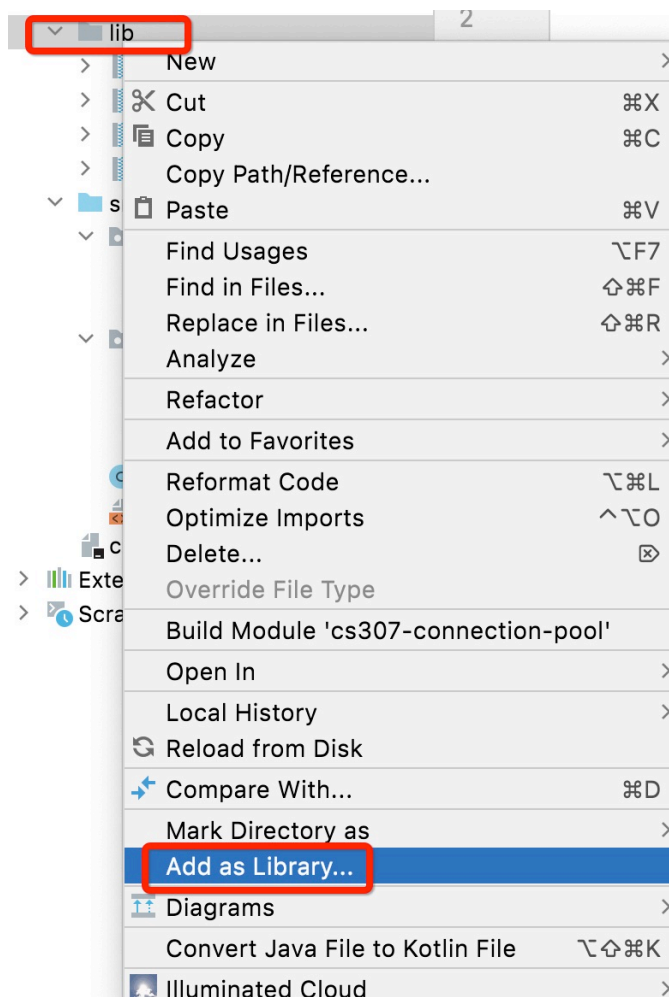 lib
2
New
Cut ⌘X
Copy ⌘C
Copy Path/Reference...
Paste ⌘V
s
Find Usages ⌥F7
Find in Files... ⇧⌘F
Replace in Files... ⇧⌘R
Analyze
Refactor
Add to Favorites
Reformat Code ⌥⌘L
Optimize Imports ^⌥O
Delete... ⌦
c
Override File Type
Exte
Scra
Build Module 'cs307-connection-pool'
Open In
Local History
Reload from Disk
Compare With... ⌘D
Mark Directory as
Add as Library...
Diagrams
Convert Java File to Kotlin File ⌥⇧⌘K
Illuminated Cloud